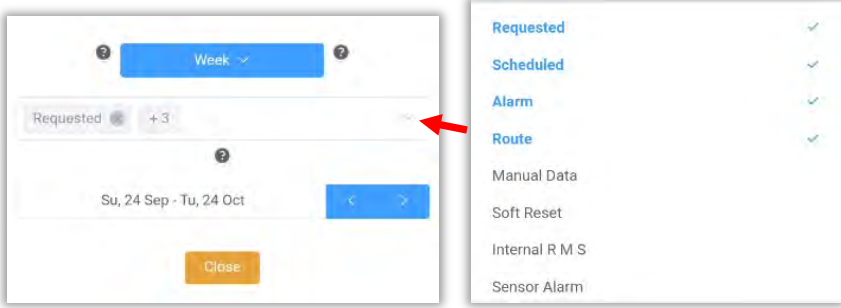 Week
Requested + 3
Su, 24 Sep - Tu, 24 Oct
Close
Requested
Scheduled
Alarm
Route
Manual Data
Soft Reset
Internal R M S
Sensor Alarm